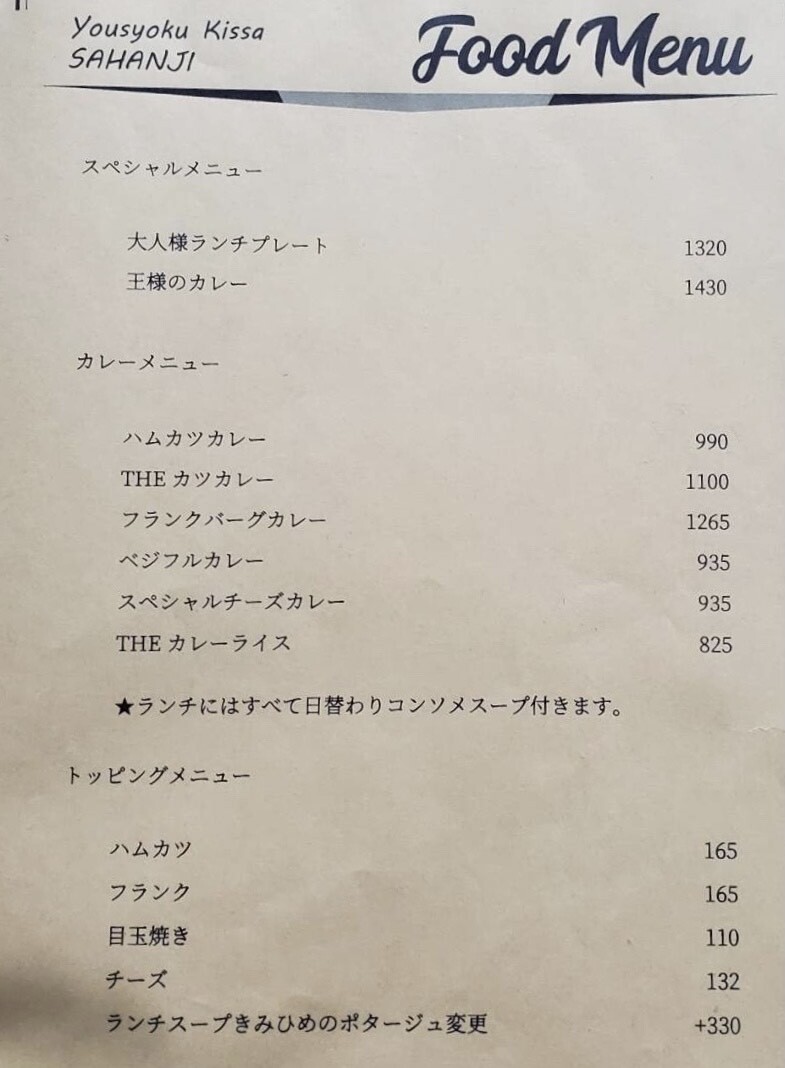 Yousyoku Kissa
SAHANJI
Food Menu
スペシャルメニュー
大人様ランチプレート 1320
王様のカレー 1430
カレーメニュー
ハムカツカレー 990
THE カツカレー 1100
フランクバーグカレー 1265
ベジフルカレー 935
スペシャルチーズカレー 935
THE カレーライス 825
★ランチにはすべて日替わりコンソメスープ付きます。
トッピングメニュー
ハムカツ 165
フランク 165
目玉焼き 110
チーズ 132
ランチスープきみひめのポタージュ変更 +330